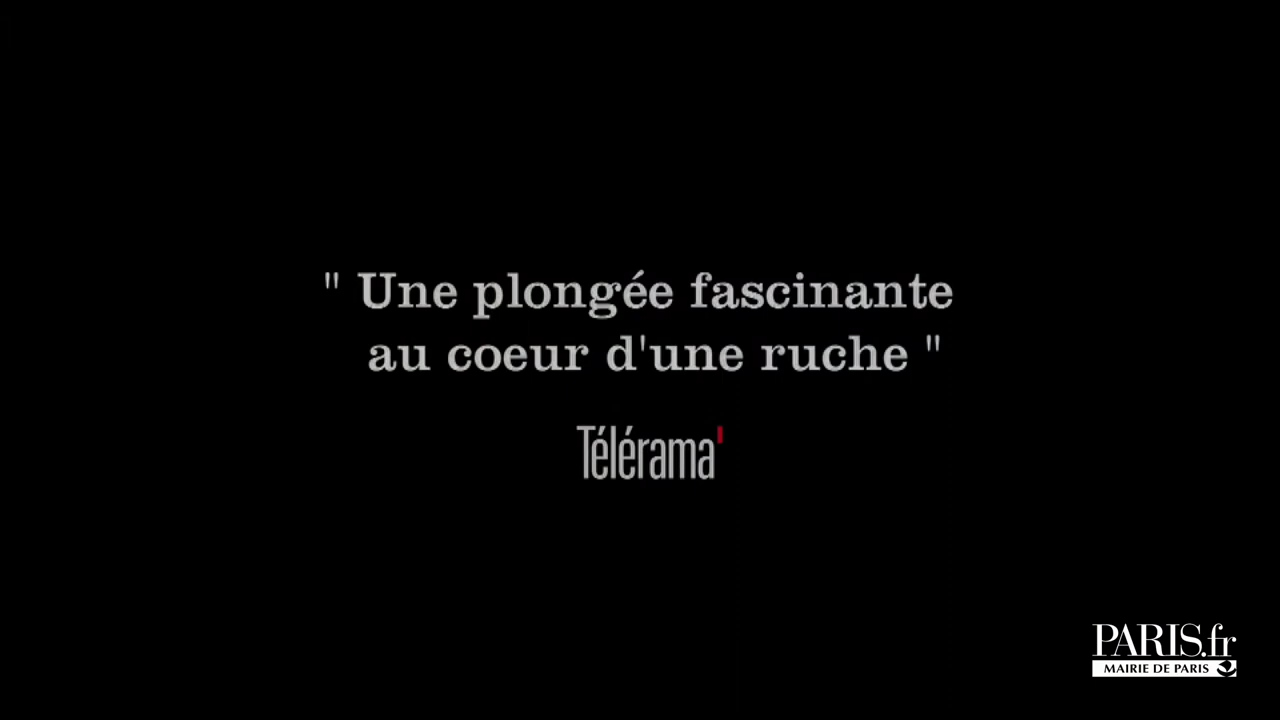 " Une plongée fascinante
au coeur d'une ruche "
Télérama'
PARIS.fr
MAIRIE DE PARIS